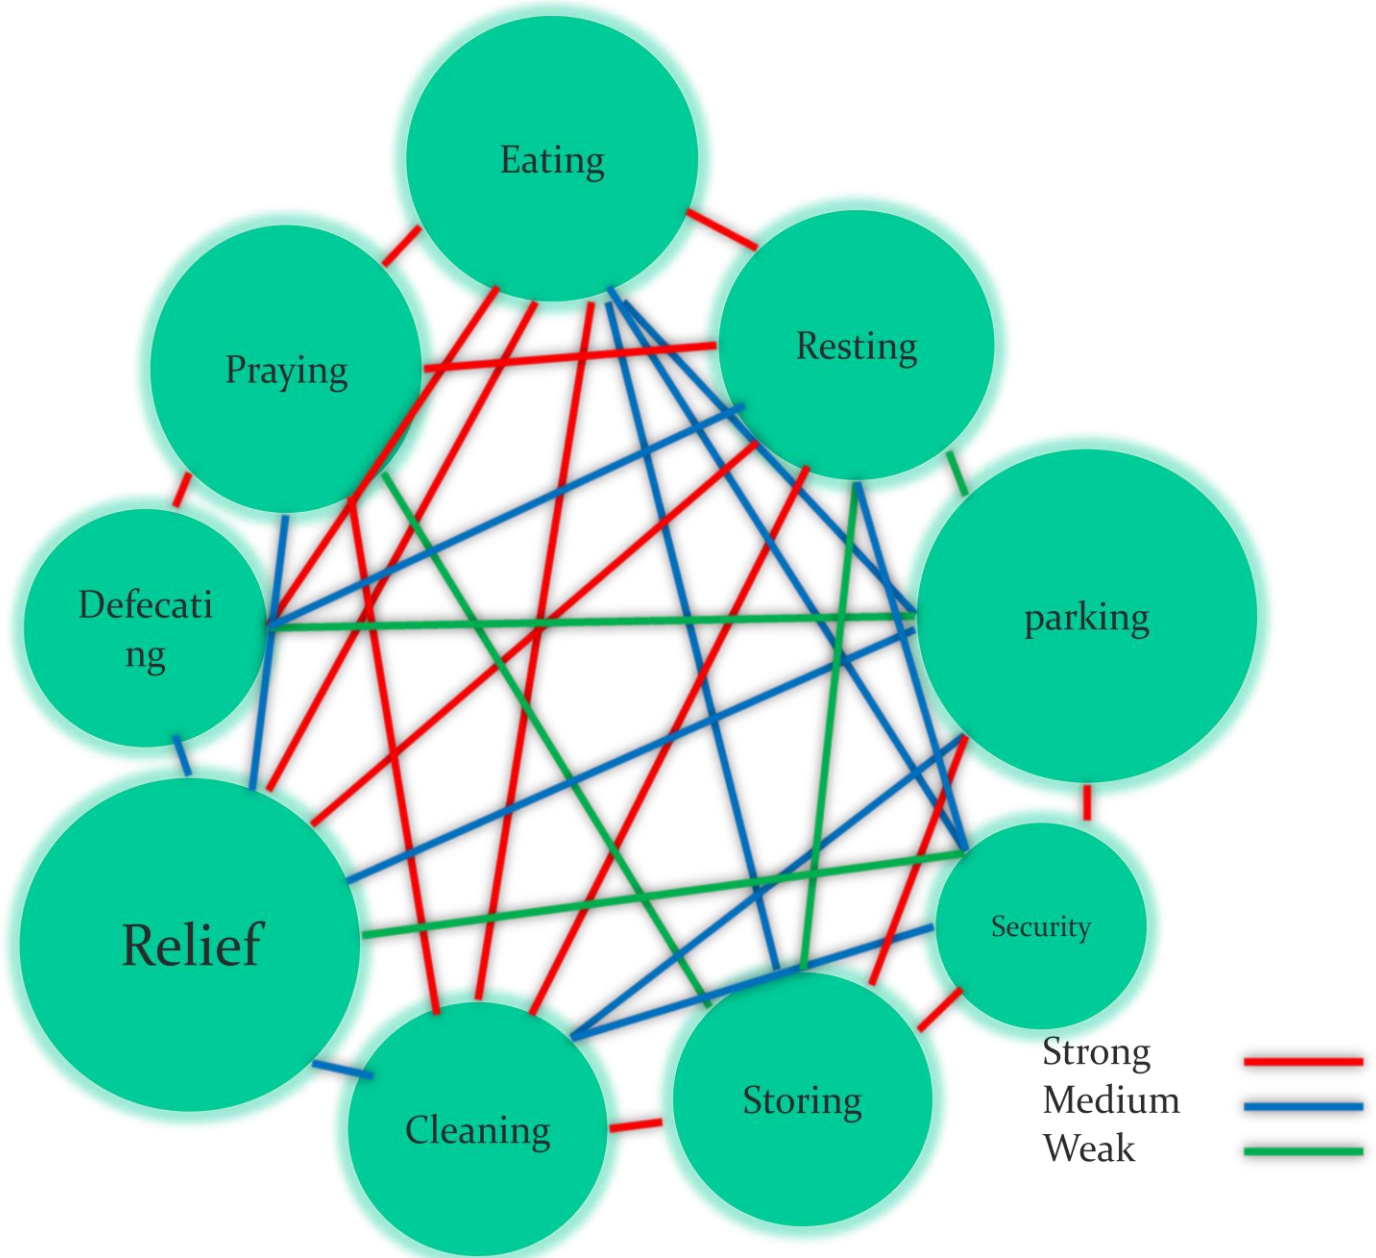 Eating
Resting
Praying
Defecati
ng
parking
Relief
Security
Cleaning
Storing
Strong
Medium
Weak